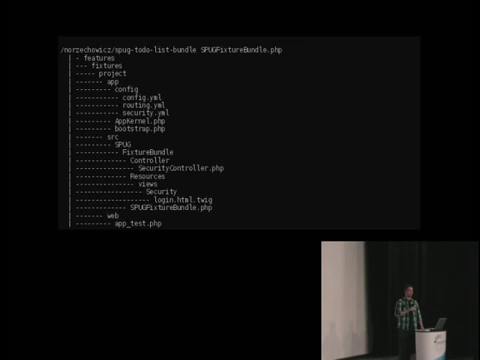 /norzechowicz/spug-todo-list-bundle SPUGFixtureBundle.php
| - features
| --- fixtures
| ----- project
| ------- app
| --------- config
| ----------- config.yml
| ----------- routing.yml
| ----------- security.yml
| --------- AppKernel.php
| --------- bootstrap.php
| ------- src
| --------- SPUG
| ----------- FixtureBundle
| ------------- Controller
| --------------- SecurityController.php
| ------------- Resources
| --------------- views
| ----------------- Security
| ------------------- login.html.twig
| ------------- SPUGFixtureBundle.php
| ------- web
| --------- app_test.php